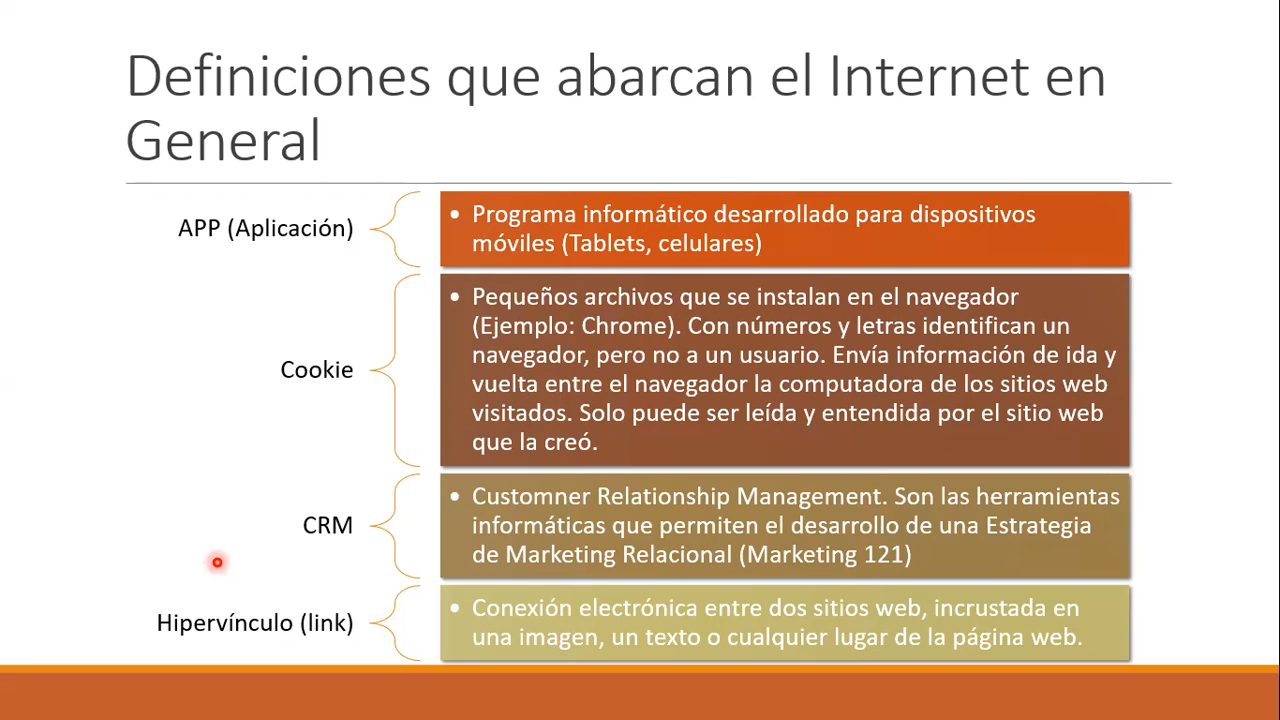 Definiciones que abarcan el Internet en
General
APP (Aplicación)
• Programa informático desarrollado para dispositivos
móviles (Tablets, celulares)
Cookie
• Pequeños archivos que se instalan en el navegador
(Ejemplo: Chrome). Con números y letras identifican un
navegador, pero no a un usuario. Envía información de ida y
vuelta entre el navegador la computadora de los sitios web
visitados. Solo puede ser leída y entendida por el sitio web
que la creó.
CRM
• Customner Relationship Management. Son las herramientas
informáticas que permiten el desarrollo de una Estrategia
de Marketing Relacional (Marketing 121)
Hipervínculo (link)
• Conexión electrónica entre dos sitios web, incrustada en
una imagen, un texto o cualquier lugar de la página web.